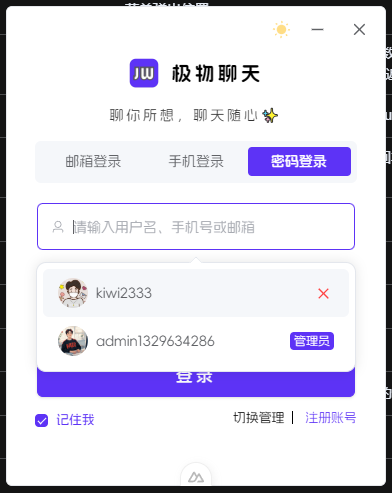 JW 极物聊天
聊你所想，聊天随心✨
邮箱登录 手机登录 密码登录
请输入用户名、手机号或邮箱
kiwi2333
admin1329634286 管理员
登录
记住我 切换管理 | 注册账号